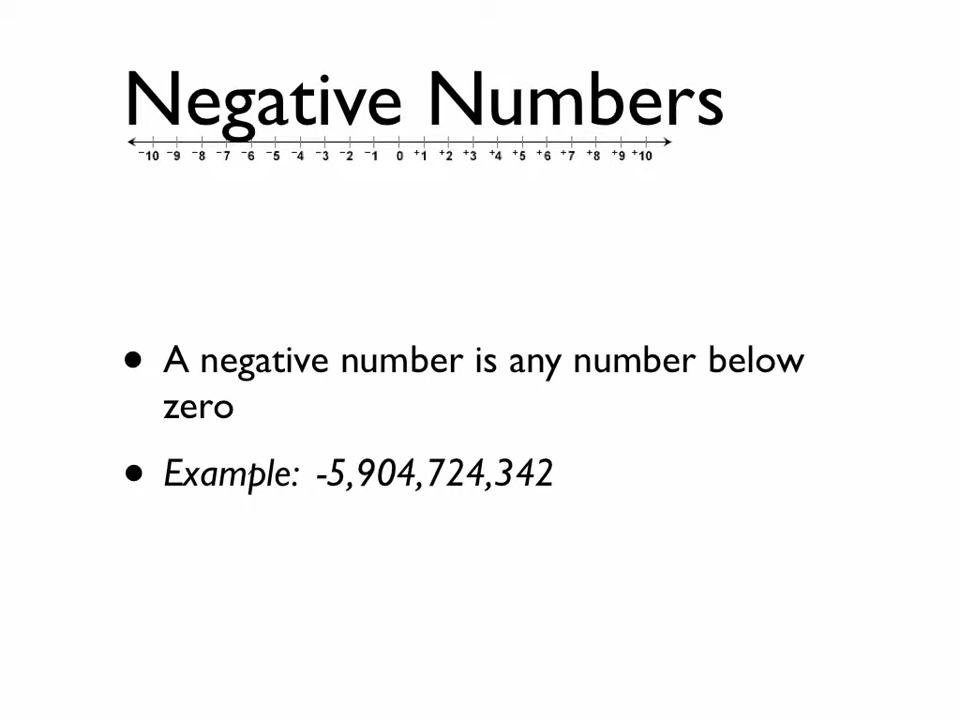 Negative Numbers
−10 −9 −8 −7 −6 −5 −4 −3 −2 −1 0 +1 +2 +3 +4 +5 +6 +7 +8 +9 +10
• A negative number is any number below
zero
• Example: -5,904,724,342